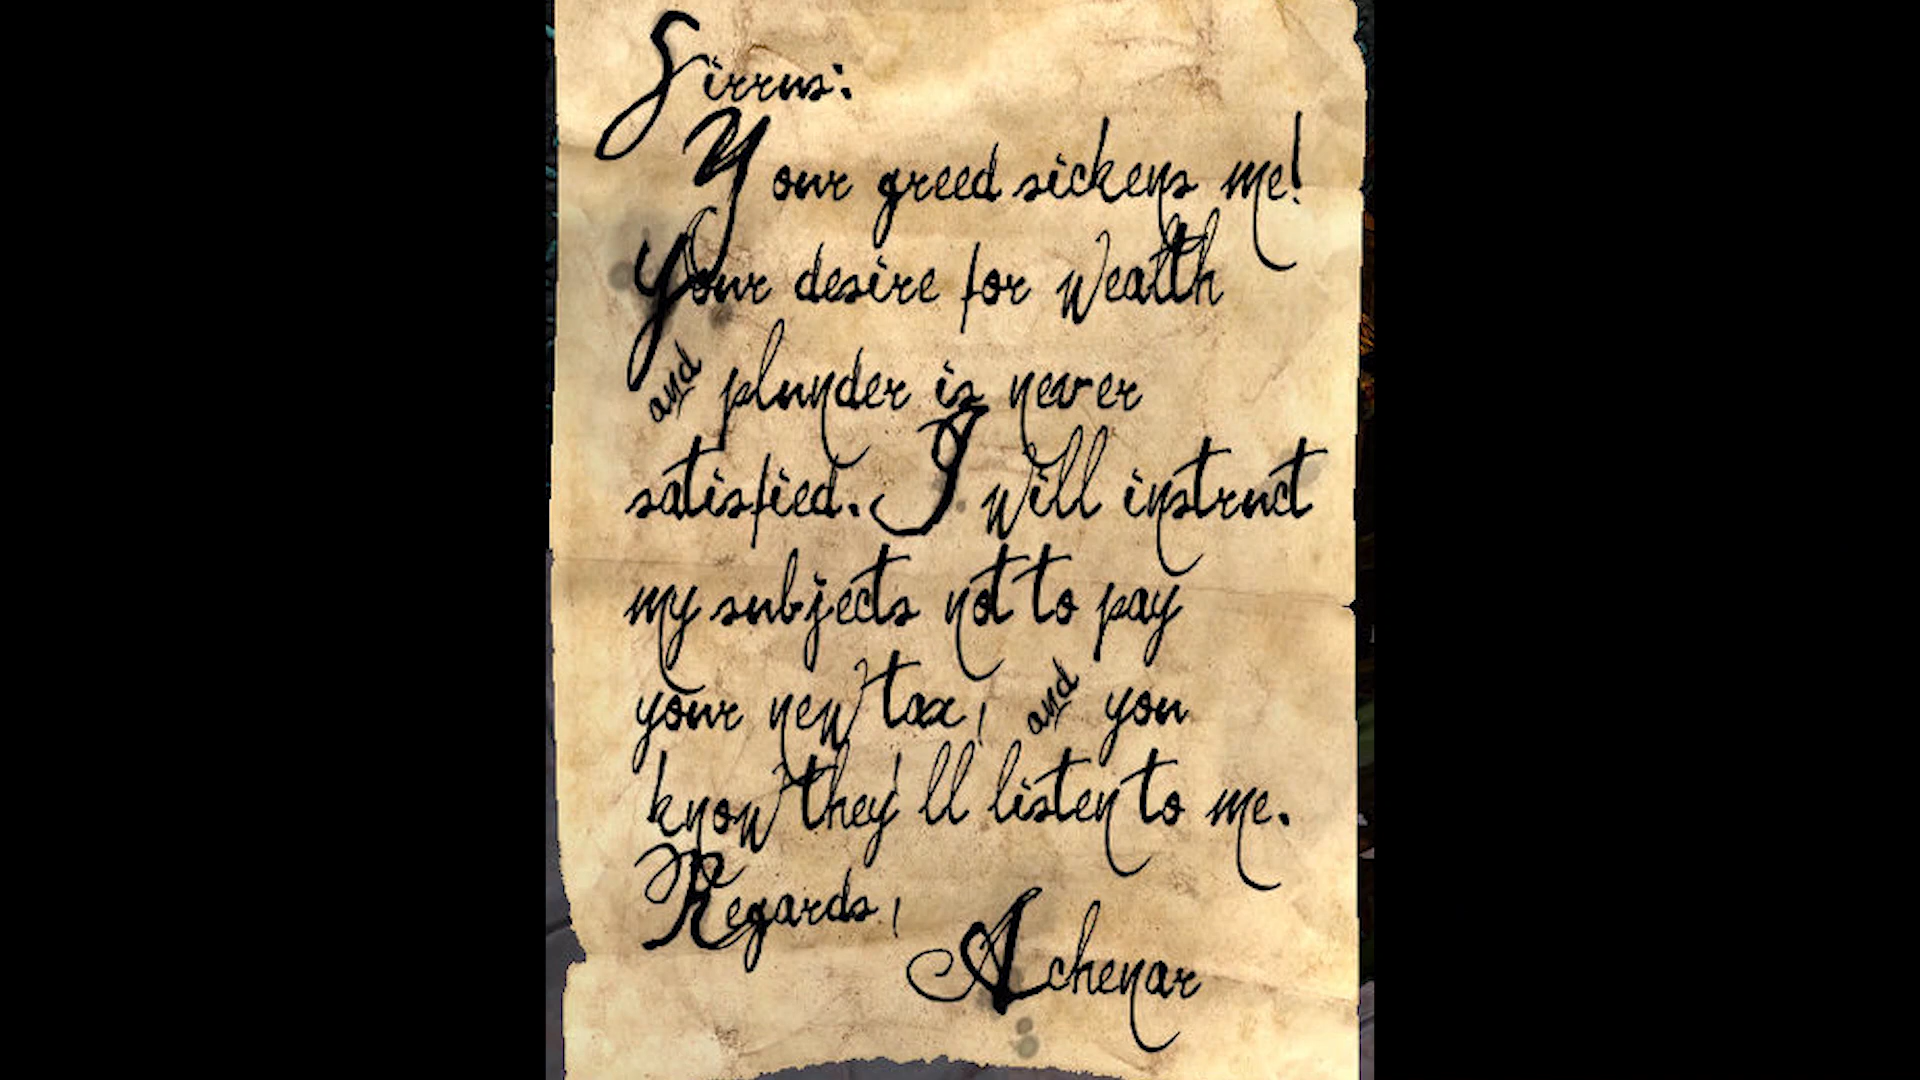 Sirrus:
Your greed sickens me!
Your desire for wealth
and plunder is never
satisfied. I will instruct
my subjects not to pay
your new tax, and you
know they'll listen to me.
Regards,
Achenar